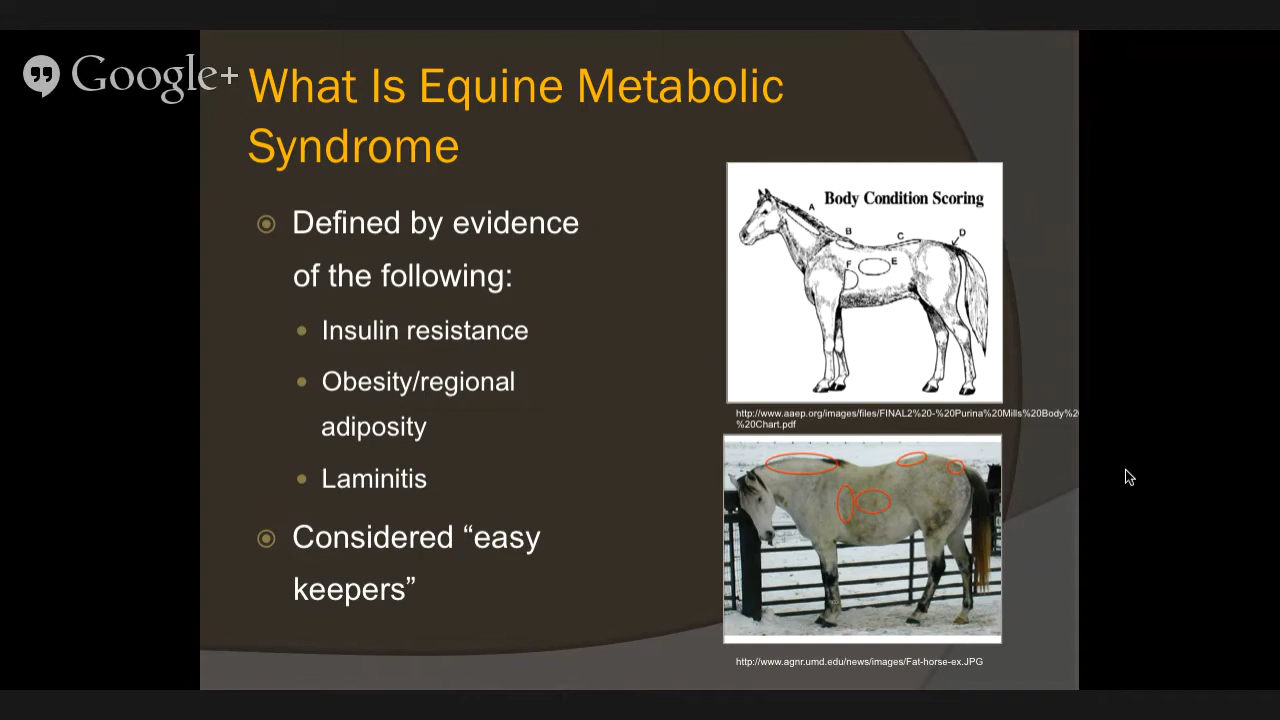 Google+
What Is Equine Metabolic
Syndrome
Defined by evidence
of the following:
Insulin resistance
Obesity/regional
adiposity
Laminitis
Considered “easy
keepers”
Body Condition Scoring
A
B
C
D
E
F
http://www.aaep.org/images/files/FINAL2%20-%20Purina%20Mills%20Body%20
%20Chart.pdf
http://www.agnr.umd.edu/news/images/Fat-horse-ex.JPG